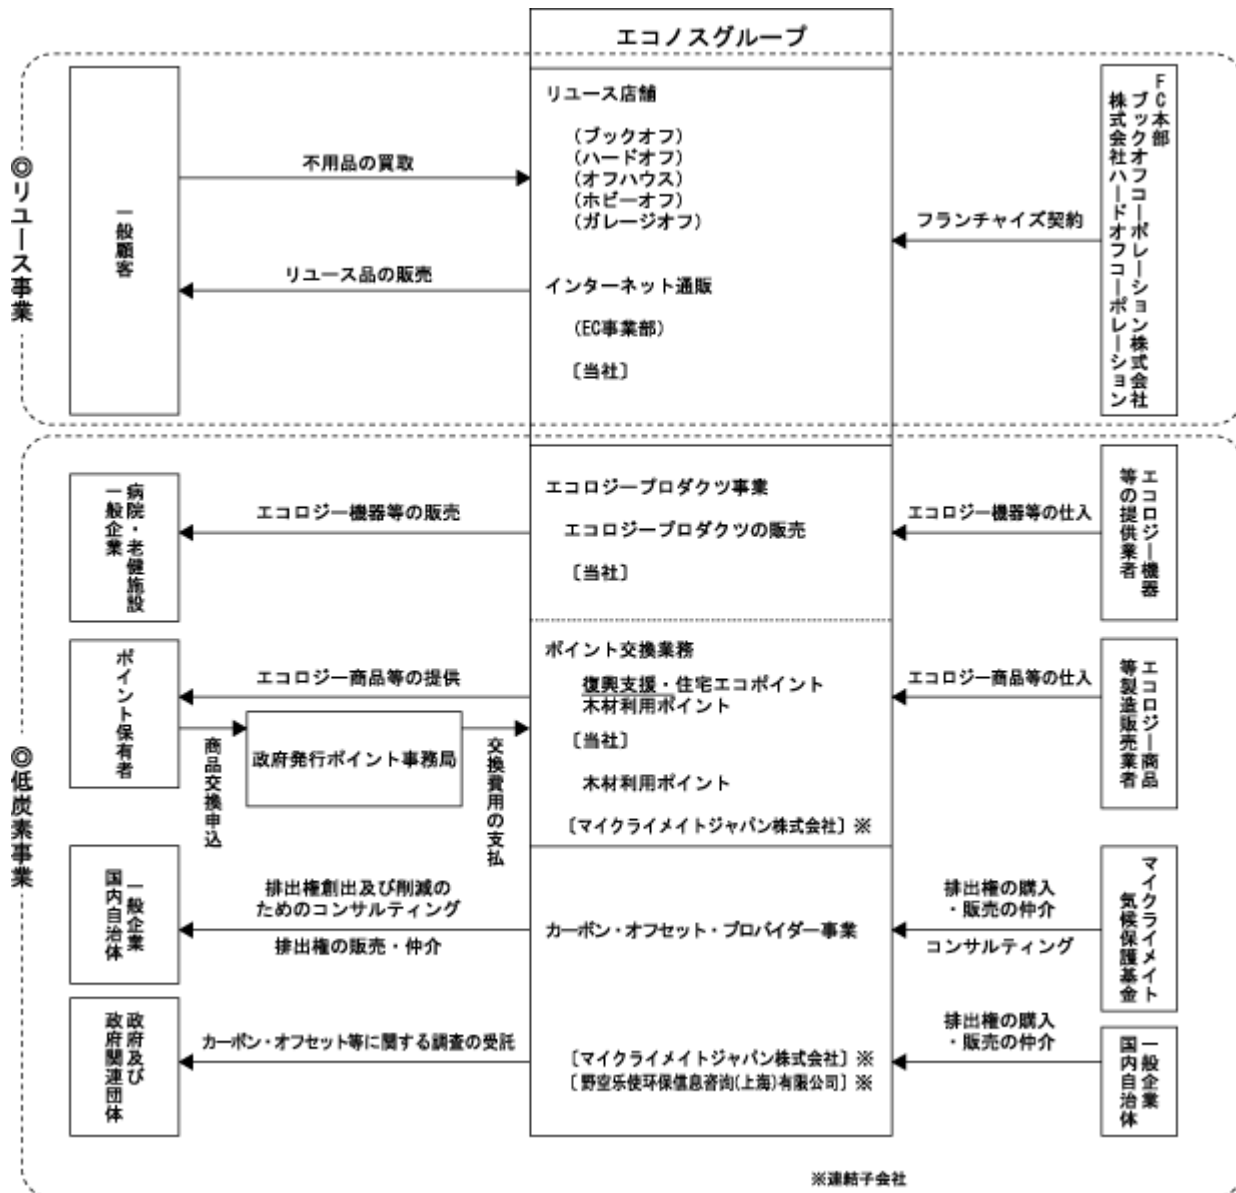 エコノスグループ
◎リユース事業
一般顧客
不用品の買取
リユース品の販売
リユース店舗
(ブックオフ)
(ハードオフ)
(オフハウス)
(ホビーオフ)
(ガレージオフ)
インターネット通販
(EC事業部)
〔当社〕
フランチャイズ契約
FC本部
ブックオフコーポレーション株式会社
株式会社ハードオフコーポレーション
◎低炭素事業
病院・老健施設
一般企業
エコロジー機器等の販売
エコロジープロダクツ事業
エコロジープロダクツの販売
〔当社〕
エコロジー機器等の仕入
エコロジー機器
等の提供業者
ポイント保有者
エコロジー商品等の提供
商品交換申込
政府発行ポイント事務局
交換費用の支払
ポイント交換業務
復興支援・住宅エコポイント
木材利用ポイント
〔当社〕
木材利用ポイント
〔マイクライメイトジャパン株式会社〕※
エコロジー商品等の仕入
エコロジー商品
等製造販売業者
一般企業
国内自治体
排出権創出及び削減の
ためのコンサルティング
排出権の販売・仲介
カーボン・オフセット・プロバイダー事業
排出権の購入
・販売の仲介
コンサルティング
マイクライメイト
気候保護基金
政府及び
政府関連団体
カーボン・オフセット等に関する調査の受託
〔マイクライメイトジャパン株式会社〕※
〔野空乐使环保信息咨询(上海)有限公司〕※
排出権の購入
・販売の仲介
一般企業
国内自治体
※連結子会社